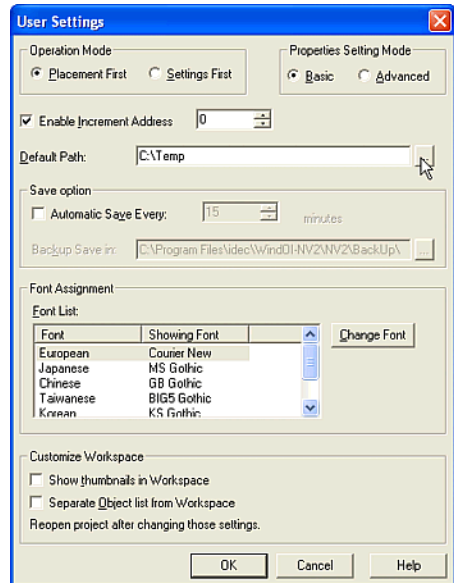 User Settings
Operation Mode
Placement First
Settings First
Properties Setting Mode
Basic
Advanced
Enable Increment Address
0
Default Path:
C:\Temp
...
Save option
Automatic Save Every:
15
minutes
Backup Save in:
C:\Program Files\idec\WindOI-NV2\NV2\BackUp\
...
Font Assignment
Font List:
Font Showing Font
European Courier New
Japanese MS Gothic
Chinese GB Gothic
Taiwanese BIG5 Gothic
Korean KS Gothic
Change Font
Customize Workspace
Show thumbnails in Workspace
Separate Object list from Workspace
Reopen project after changing those settings.
OK
Cancel
Help